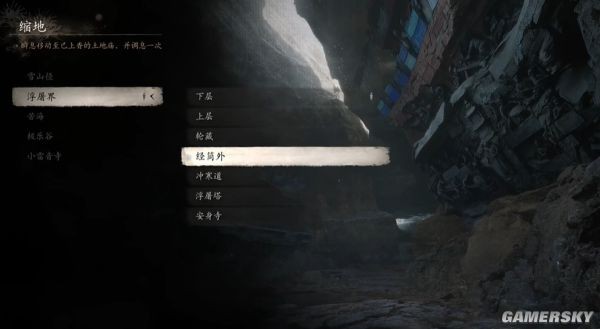 缩地
瞬息移动至已上香的土地庙，并调息一次
雪山径
浮屠界
苦海
极乐谷
小雷音寺
下层
上层
轮藏
经筒外
冲寒道
浮屠塔
安身寺
GAMERSKY